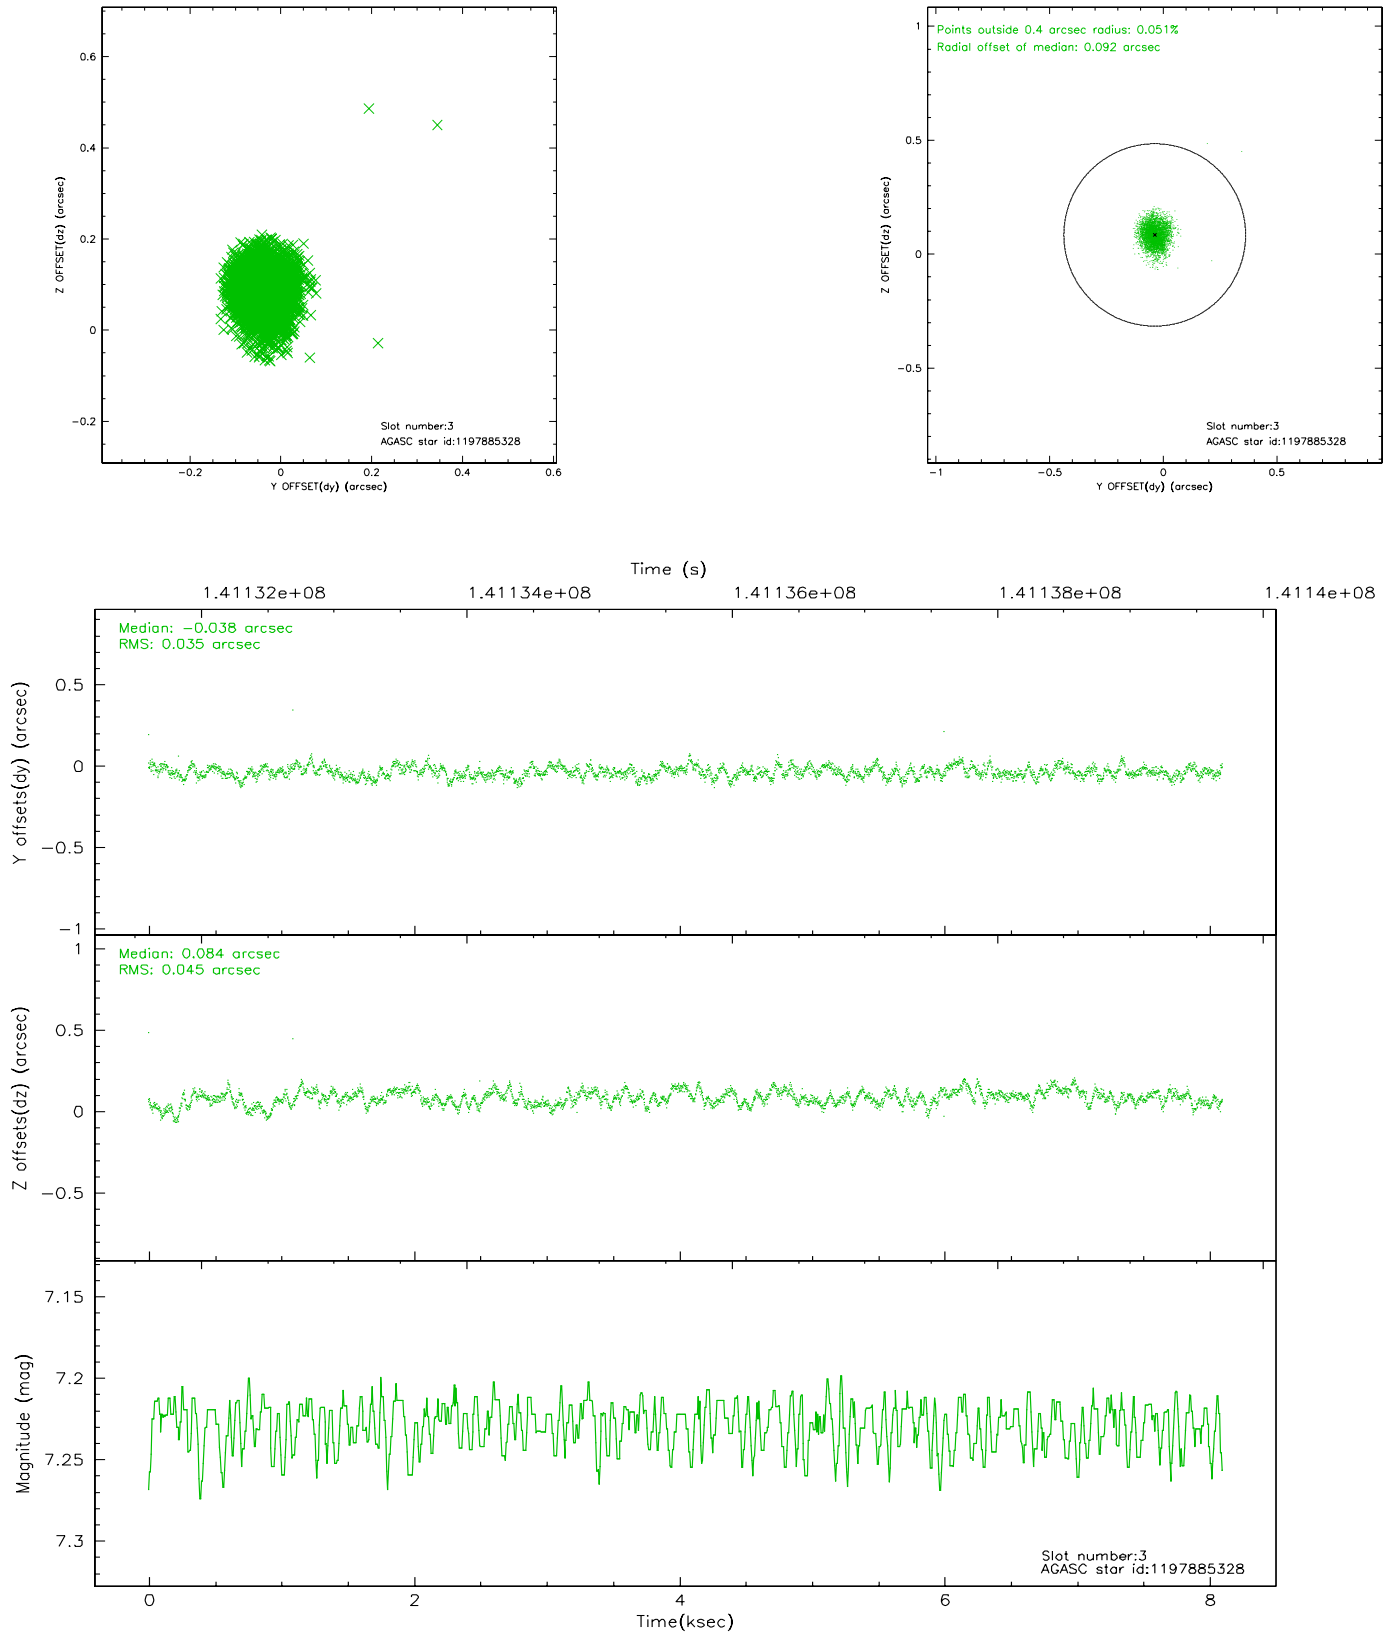 0.6
0.4
0.2
0
−0.2
Z OFFSET(dz) (arcsec)
Slot number:3
AGASC star id:1197885328
−0.2 0 0.2 0.4 0.6
Y OFFSET(dy) (arcsec)
Points outside 0.4 arcsec radius: 0.051%
Radial offset of median: 0.092 arcsec
1
0.5
0
−0.5
Z OFFSET(dz) (arcsec)
Slot number:3
AGASC star id:1197885328
−1 −0.5 0 0.5
Y OFFSET(dy) (arcsec)
Time (s)
1.41132e+08 1.41134e+08 1.41136e+08 1.41138e+08 1.4114e+08
Median: −0.038 arcsec
RMS: 0.035 arcsec
0.5
0
−0.5
−1
Y offsets(dy) (arcsec)
Median: 0.084 arcsec
RMS: 0.045 arcsec
1
0.5
0
−0.5
Z offsets(dz) (arcsec)
7.15
7.2
7.25
7.3
Magnitude (mag)
Slot number:3
AGASC star id:1197885328
0 2 4 6 8
Time(ksec)